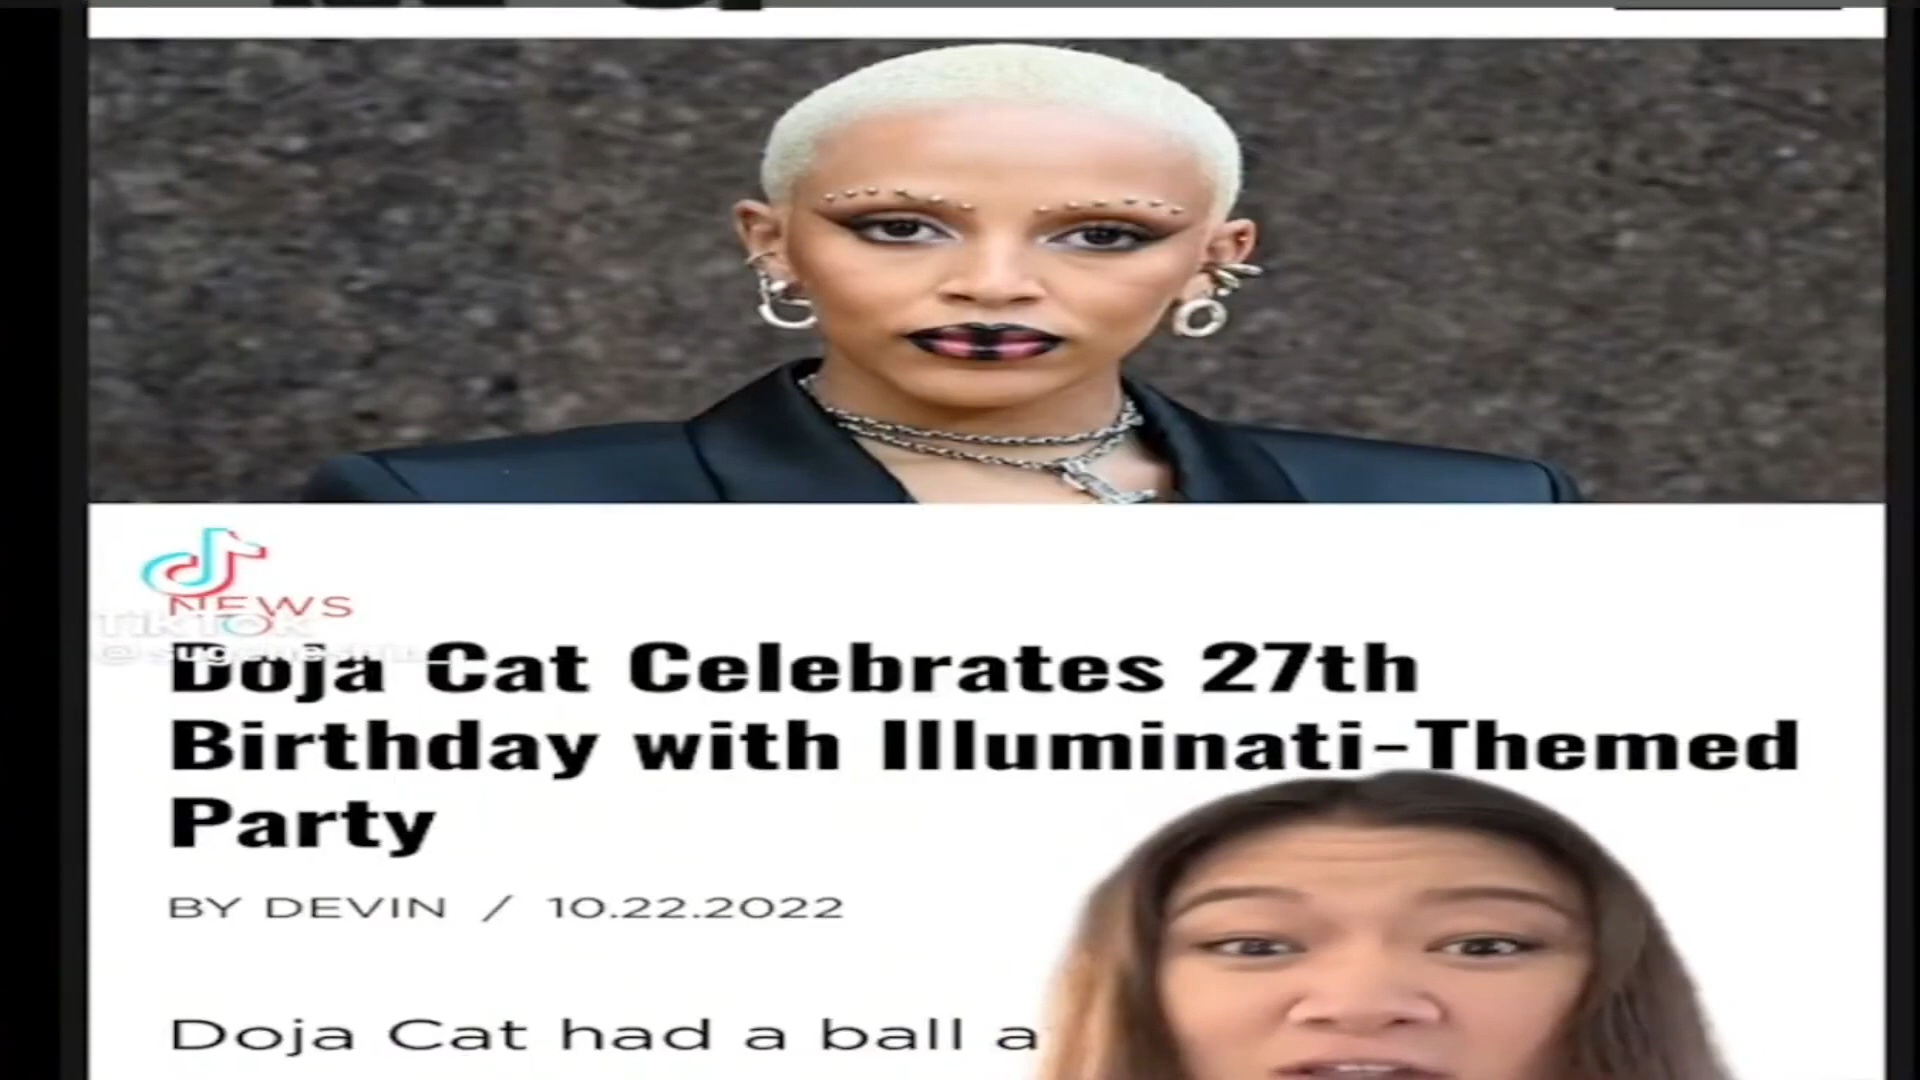 NEWS
TikTok
Doja Cat Celebrates 27th
Birthday with Illuminati-Themed
Party
BY DEVIN / 10.22.2022
Doja Cat had a ball a